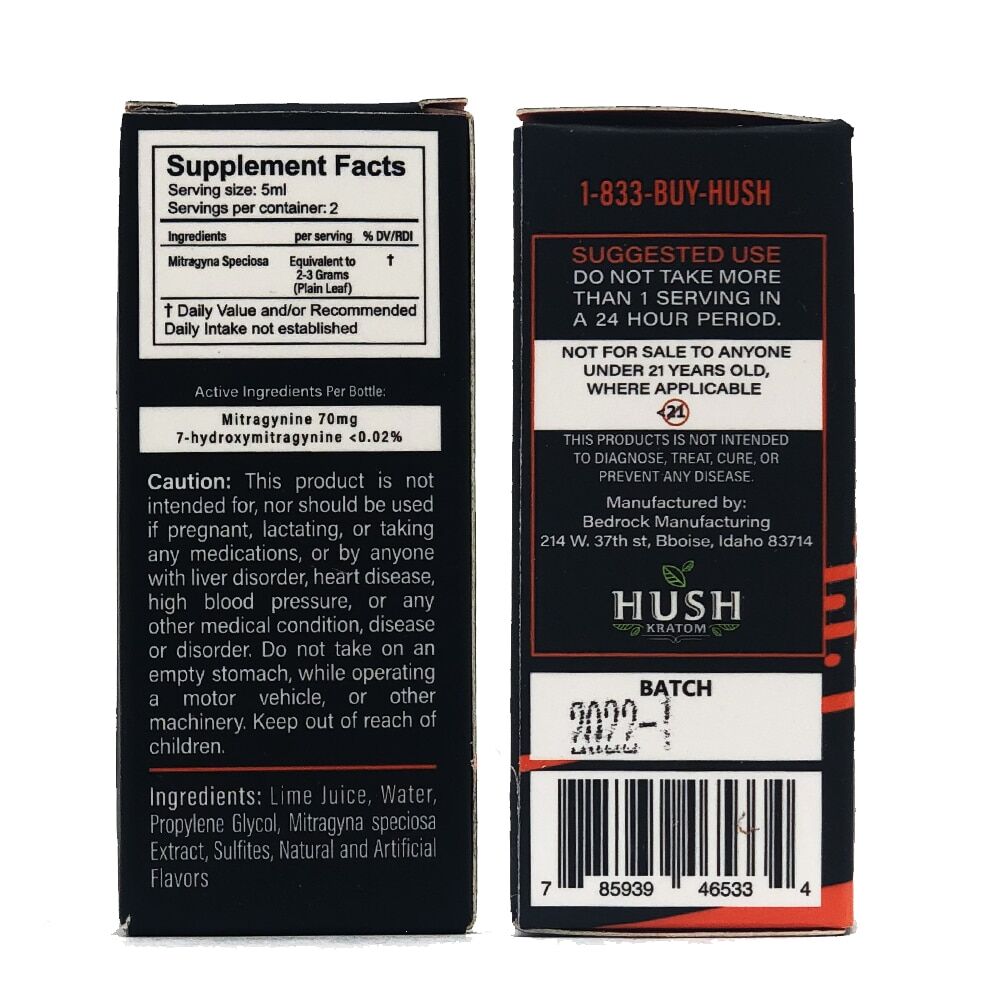 Supplement Facts
Serving size: 5ml
Servings per container: 2
Ingredients per serving % DV/RDI
Mitragyna Speciosa Equivalent to †
2-3 Grams
(Plain Leaf)
† Daily Value and/or Recommended
Daily Intake not established
Active Ingredients Per Bottle:
Mitragynine 70mg
7-hydroxymitragynine <0.02%
Caution: This product is not
intended for, nor should be used
if pregnant, lactating, or taking
any medications, or by anyone
with liver disorder, heart disease,
high blood pressure, or any
other medical condition, disease
or disorder. Do not take on an
empty stomach, while operating
a motor vehicle, or other
machinery. Keep out of reach of
children.
Ingredients: Lime Juice, Water,
Propylene Glycol, Mitragyna speciosa
Extract, Sulfites, Natural and Artificial
Flavors
1-833-BUY-HUSH
SUGGESTED USE
DO NOT TAKE MORE
THAN 1 SERVING IN
A 24 HOUR PERIOD.
NOT FOR SALE TO ANYONE
UNDER 21 YEARS OLD,
WHERE APPLICABLE
<21
THIS PRODUCTS IS NOT INTENDED
TO DIAGNOSE, TREAT, CURE, OR
PREVENT ANY DISEASE.
Manufactured by:
Bedrock Manufacturing
214 W. 37th st, Bboise, Idaho 83714
HUSH
KRATOM
BATCH
2022-1
7 85939 46533 4